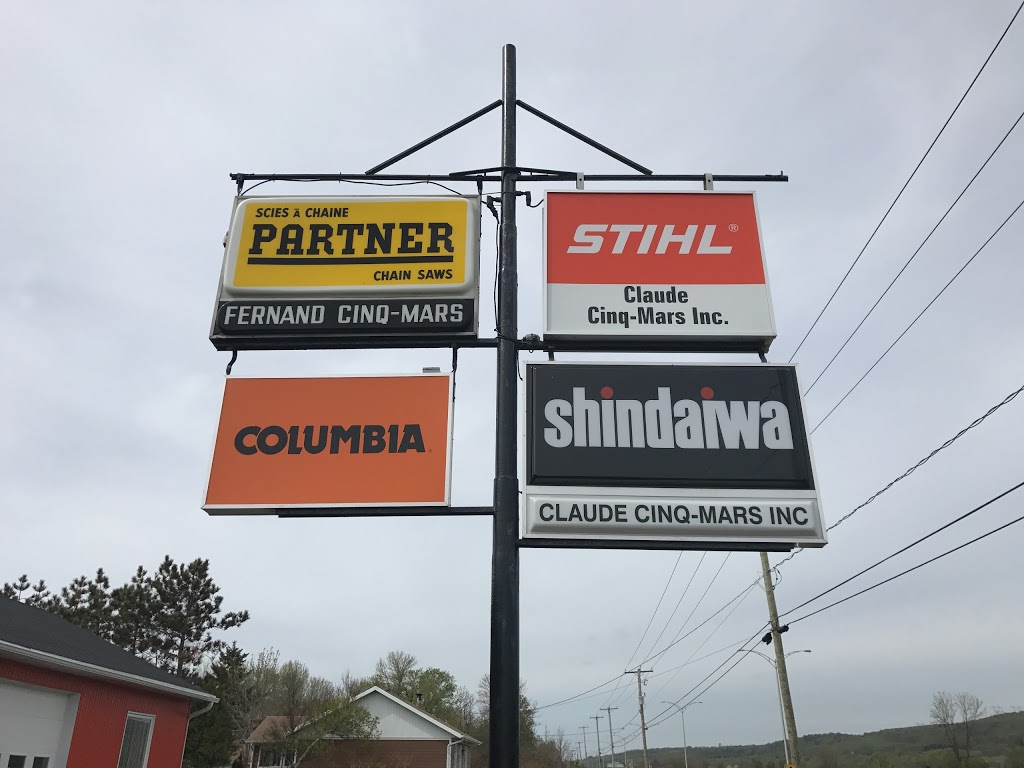 SCIES À CHAINE
PARTNER
CHAIN SAWS
FERNAND CINQ-MARS
STIHL®
Claude
Cinq-Mars Inc.
COLUMBIA
shindaiwa
CLAUDE CINQ-MARS INC